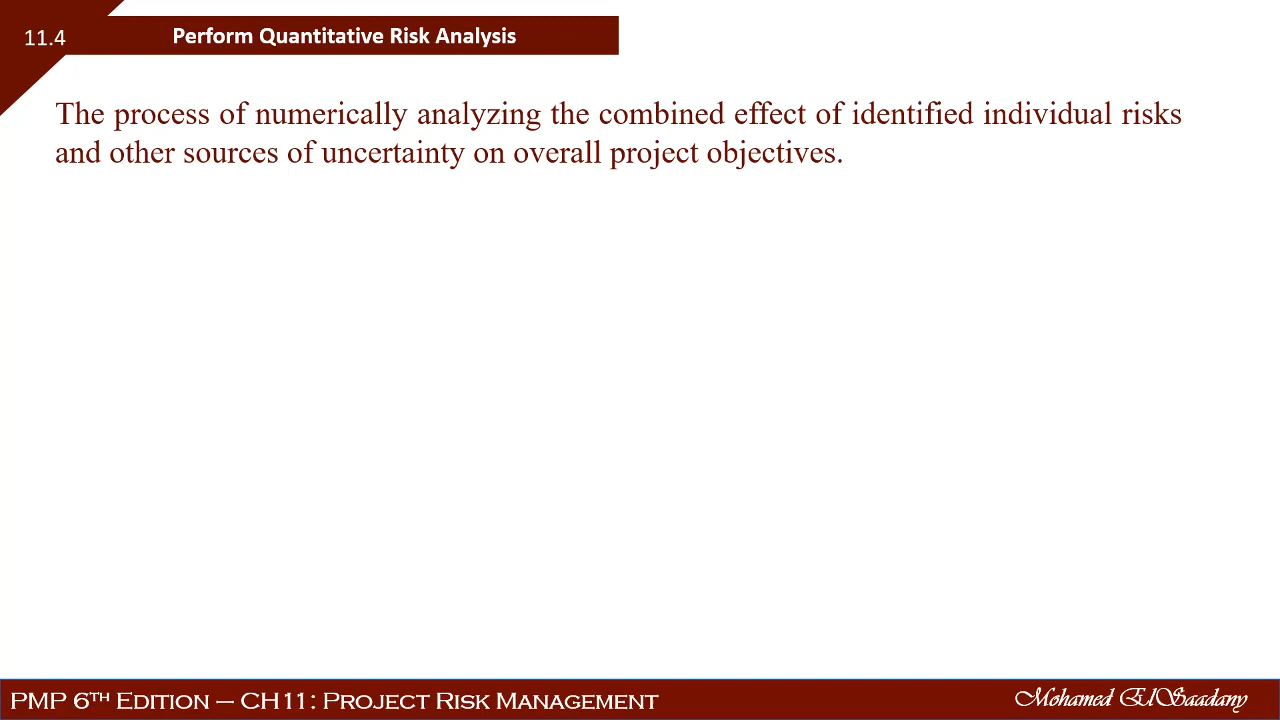 11.4
Perform Quantitative Risk Analysis
The process of numerically analyzing the combined effect of identified individual risks
and other sources of uncertainty on overall project objectives.
PMP 6TH Edition – CH11: Project Risk Management
Mohamed ElSaadany